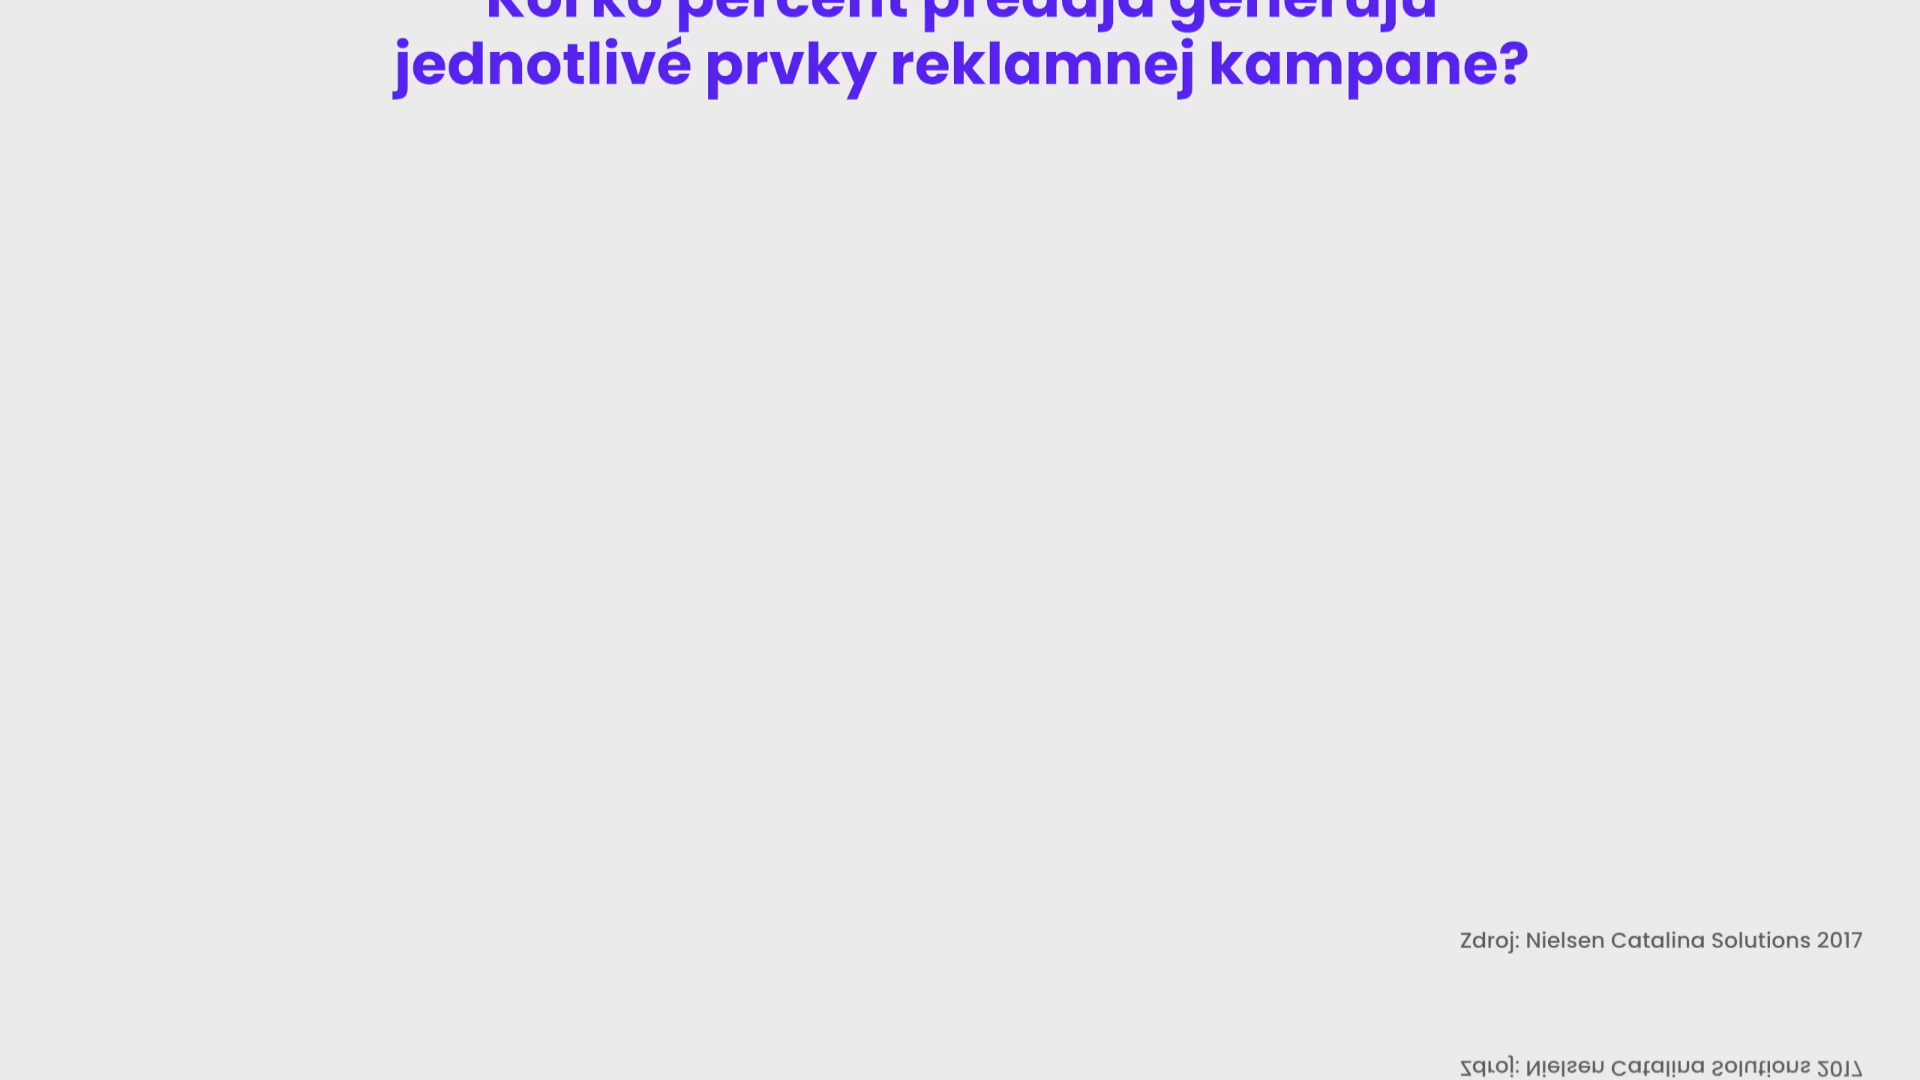 Koľko percent predaja generujú
jednotlivé prvky reklamnej kampane?
Zdroj: Nielsen Catalina Solutions 2017
Zdroj: Nielsen Catalina Solutions 2017